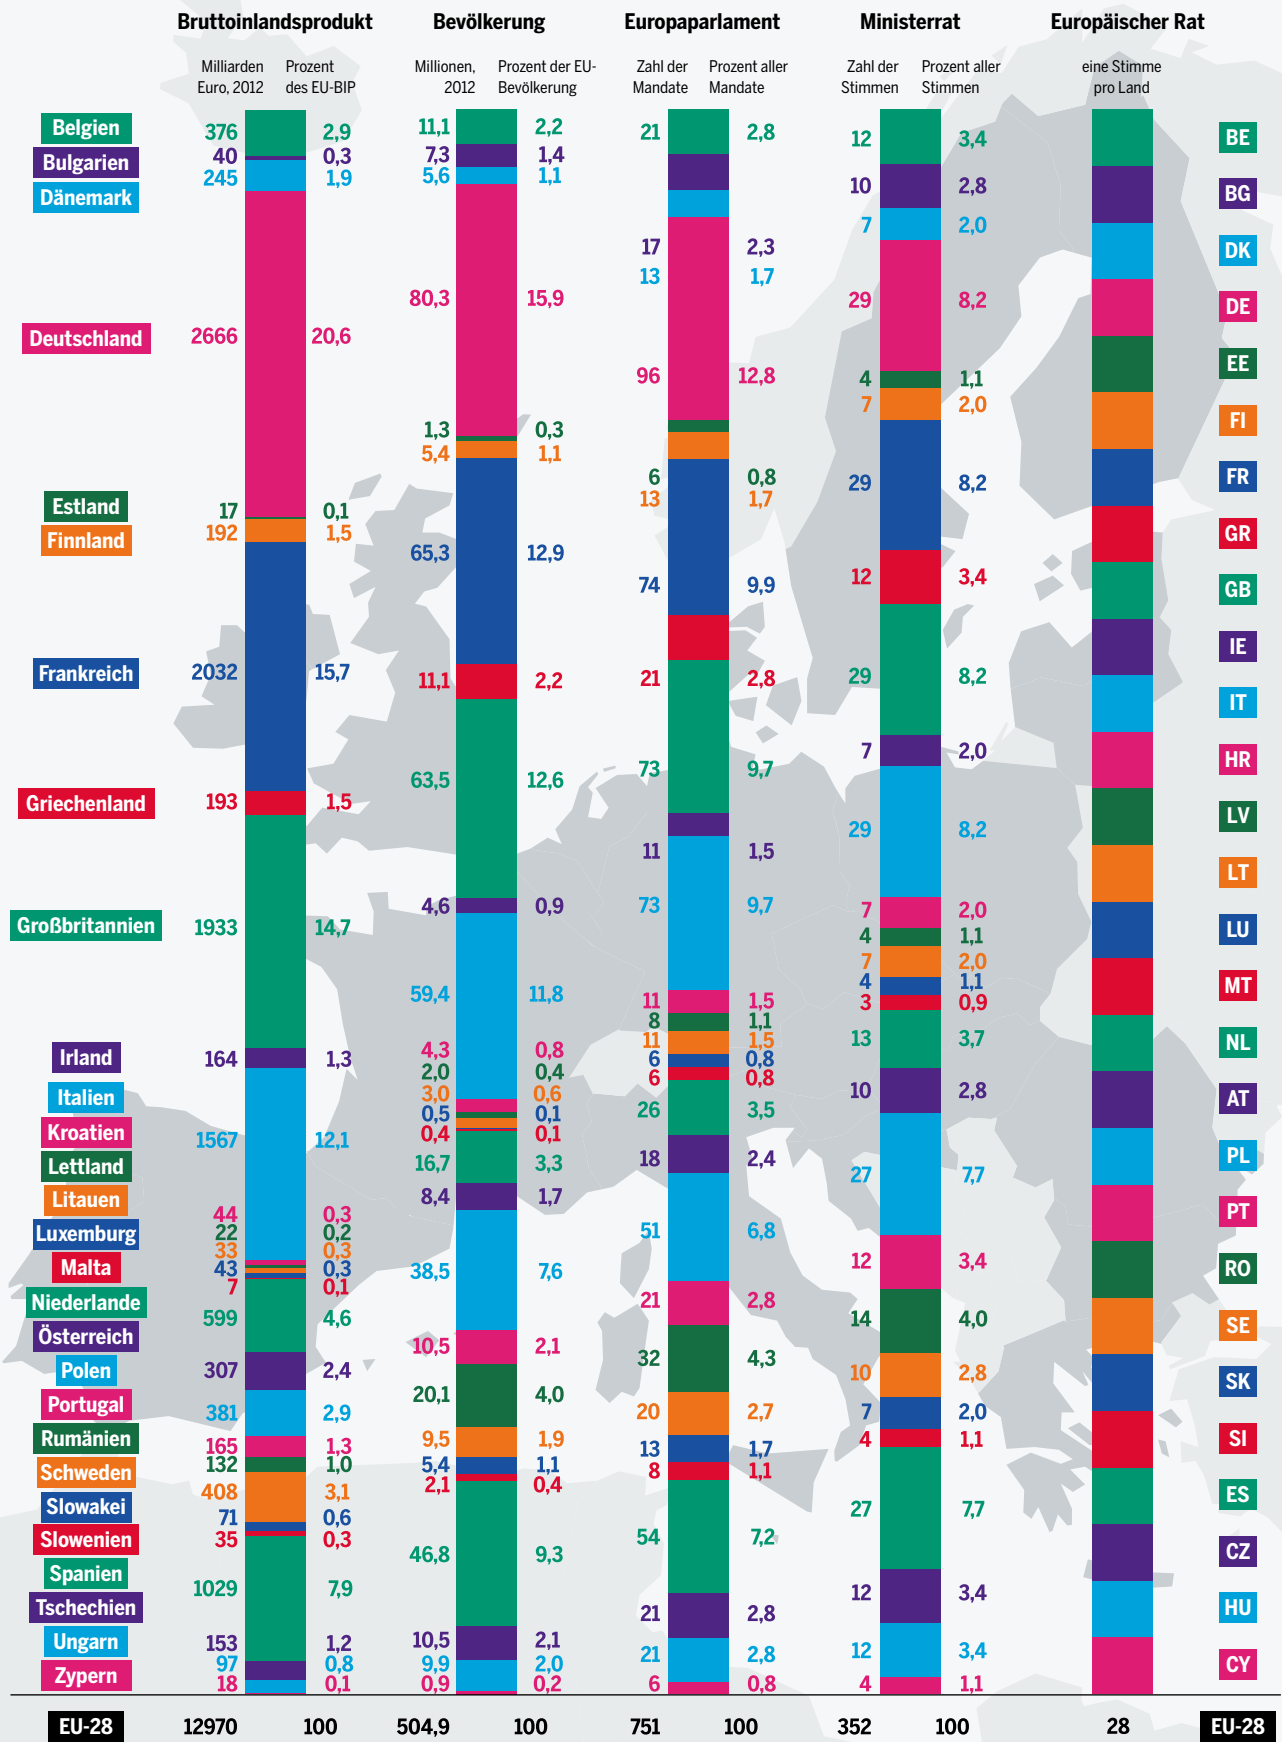 Bruttoinlandsprodukt Bevölkerung Europaparlament Ministerrat Europäischer Rat
Milliarden Prozent Millionen, Prozent der EU- Zahl der Prozent aller Zahl der Prozent aller eine Stimme
Euro, 2012 des EU-BIP 2012 Bevölkerung Mandate Mandate Stimmen Stimmen pro Land
Belgien 376 2,9 11,1 2,2 21 2,8 12 3,4 BE
Bulgarien 40 0,3 7,3 1,4 17 2,3 10 2,8 BG
Dänemark 245 1,9 5,6 1,1 13 1,7 7 2,0 DK
Deutschland 2666 20,6 80,3 15,9 96 12,8 29 8,2 DE
Estland 17 0,1 1,3 0,3 6 0,8 4 1,1 EE
Finnland 192 1,5 5,4 1,1 13 1,7 7 2,0 FI
Frankreich 2032 15,7 65,3 12,9 74 9,9 29 8,2 FR
Griechenland 193 1,5 11,1 2,2 21 2,8 12 3,4 GR
Großbritannien 1933 14,7 63,5 12,6 73 9,7 29 8,2 GB
Irland 164 1,3 4,6 0,9 11 1,5 7 2,0 IE
Italien 1567 12,1 59,4 11,8 73 9,7 29 8,2 IT
Kroatien 44 0,3 4,3 0,8 11 1,5 7 2,0 HR
Lettland 22 0,2 2,0 0,4 8 1,1 4 1,1 LV
Litauen 33 0,3 3,0 0,6 11 1,5 7 2,0 LT
Luxemburg 43 0,3 0,5 0,1 6 0,8 4 1,1 LU
Malta 7 0,1 0,4 0,1 6 0,8 3 0,9 MT
Niederlande 599 4,6 16,7 3,3 26 3,5 13 3,7 NL
Österreich 307 2,4 8,4 1,7 18 2,4 10 2,8 AT
Polen 381 2,9 38,5 7,6 51 6,8 27 7,7 PL
Portugal 165 1,3 10,5 2,1 21 2,8 12 3,4 PT
Rumänien 132 1,0 20,1 4,0 32 4,3 14 4,0 RO
Schweden 408 3,1 9,5 1,9 20 2,7 10 2,8 SE
Slowakei 71 0,6 5,4 1,1 13 1,7 7 2,0 SK
Slowenien 35 0,3 2,1 0,4 8 1,1 4 1,1 SI
Spanien 1029 7,9 46,8 9,3 54 7,2 27 7,7 ES
Tschechien 153 1,2 10,5 2,1 21 2,8 12 3,4 CZ
Ungarn 97 0,8 9,9 2,0 21 2,8 12 3,4 HU
Zypern 18 0,1 0,9 0,2 6 0,8 4 1,1 CY
EU-28 12970 100 504,9 100 751 100 352 100 28 EU-28